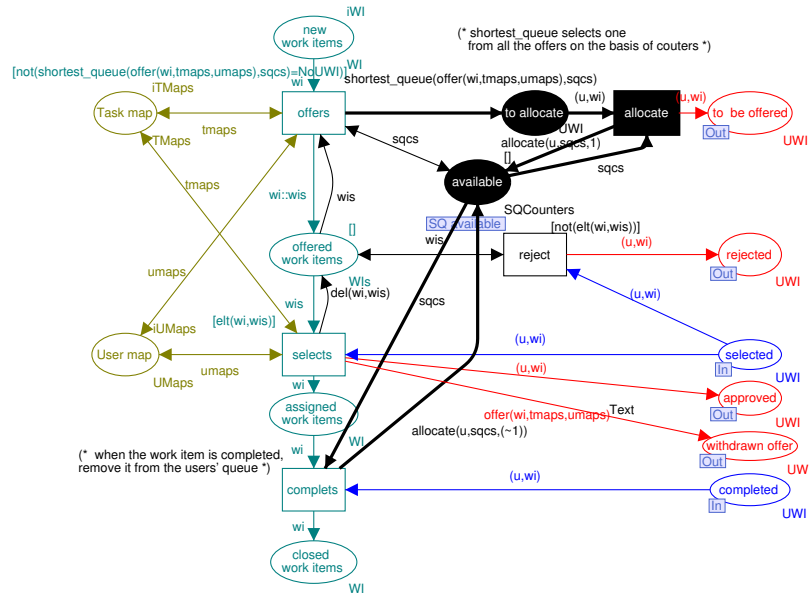 iWI
new
work items
WI
(* shortest_queue selects one
from all the offers on the basis of couters *)
[not(shortest_queue(offer(wi,tmaps,umaps),sqcs)=NoUWI)]
wi
shortest_queue(offer(wi,tmaps,umaps),sqcs)
iTMaps
Task map
TMaps
tmaps
offers
to allocate
UWI
(u,wi)
allocate
(u,wi)
to be offered
Out
UWI
allocate(u,sqcs,1)
[]
sqcs
sqcs
available
SQ available
SQCounters
tmaps
wi::wis
wis
[]
offered
work items
WIs
wis
[not(elt(wi,wis))]
reject
(u,wi)
rejected
Out
UWI
umaps
wis
del(wi,wis)
sqcs
(u,wi)
[elt(wi,wis)]
iUMaps
User map
UMaps
umaps
selects
(u,wi)
selected
In
UWI
(u,wi)
approved
Out
UWI
wi
assigned
work items
WI
offer(wi,tmaps,umaps)
Text
allocate(u,sqcs,(~1))
withdrawn offer
Out
UW
(* when the work item is completed,
remove it from the users' queue *)
wi
complets
(u,wi)
completed
In
UWI
wi
closed
work items
WI